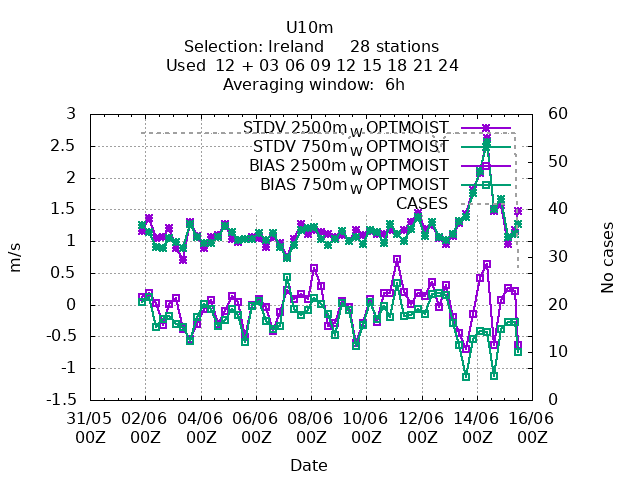 U10m
Selection: Ireland     28 stations
Used  12 + 03 06 09 12 15 18 21 24
Averaging window:  6h
3 60
STDV 2500m_W OPTMOIST
2.5 STDV 750m_W OPTMOIST 50
BIAS 2500m_W OPTMOIST
2 BIAS 750m_W OPTMOIST
CASES
1.5 40
1
30
m/s
No cases
0.5
0 20
-0.5
10
-1
-1.5 0
31/05 02/06 04/06 06/06 08/06 10/06 12/06 14/06 16/06
00Z 00Z 00Z 00Z 00Z 00Z 00Z 00Z 00Z
Date